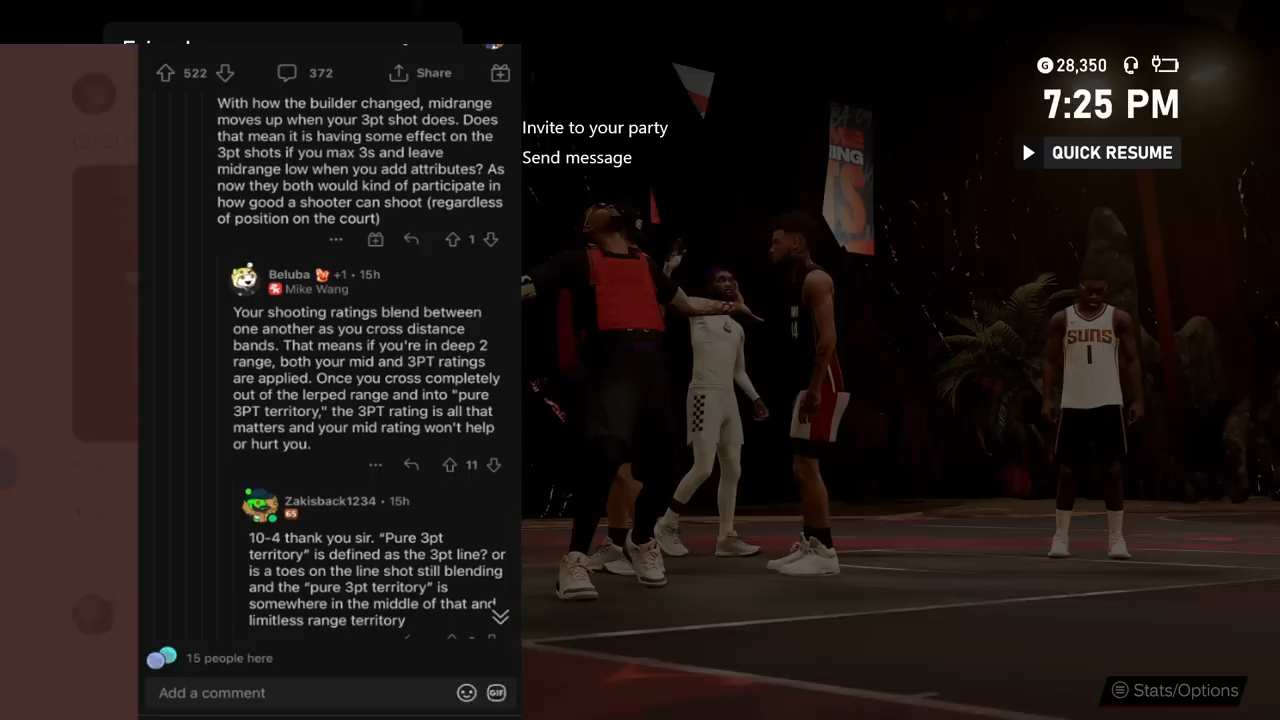 522
372
Share
With how the builder changed, midrange
moves up when your 3pt shot does. Does
that mean it is having some effect on the
3pt shots if you max 3s and leave
midrange low when you add attributes? As
now they both would kind of participate in
how good a shooter can shoot (regardless
of position on the court)
1
Beluba +1 • 15h
Mike Wang
Your shooting ratings blend between
one another as you cross distance
bands. That means if you're in deep 2
range, both your mid and 3PT ratings
are applied. Once you cross completely
out of the lerped range and into "pure
3PT territory," the 3PT rating is all that
matters and your mid rating won't help
or hurt you.
11
Zakisback1234 • 15h
65
10-4 thank you sir. “Pure 3pt
territory” is defined as the 3pt line? or
is a toes on the line shot still blending
and the “pure 3pt territory” is
somewhere in the middle of that and
limitless range territory
15 people here
Add a comment
GIF
Invite to your party
Send message
G 28,350
7:25 PM
QUICK RESUME
SUNS
1
Stats/Options